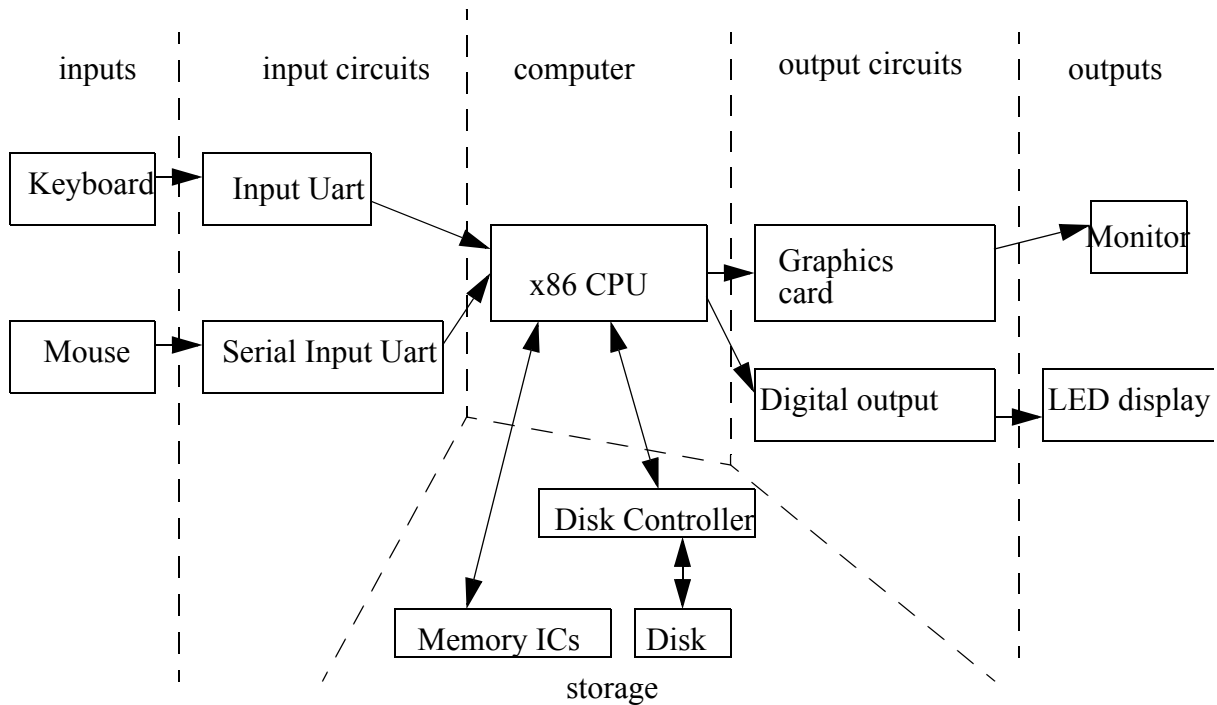 inputs
input circuits
computer
output circuits
outputs
Keyboard
Input Uart
x86 CPU
Graphics
card
Monitor
Mouse
Serial Input Uart
Digital output
LED display
Disk Controller
Memory ICs
Disk
storage